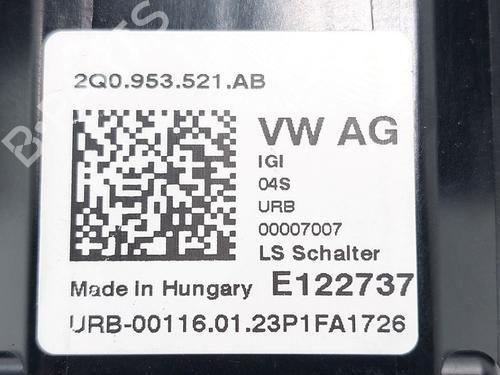 2Q0.953.521.AB
VW AG
IGI
04S
URB
00007007
LS Schalter
Made in Hungary E122737
URB-00116.01.23P1FA1726